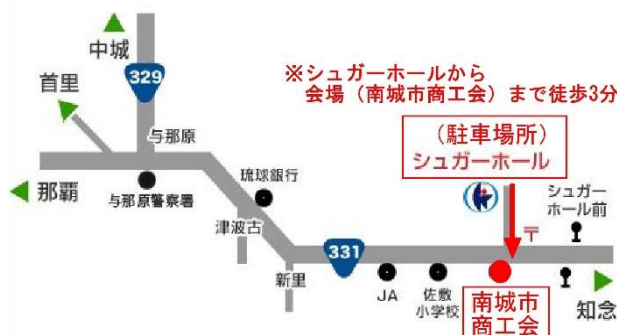 中城
首里
329
※シュガーホールから
会場（南城市商工会）まで徒歩3分
与那原
（駐車場所）
シュガーホール
那覇
与那原警察署
琉球銀行
シュガー
ホール前
津波古
〒
331
新里
JA
佐敷
小学校
南城市
商工会
知念